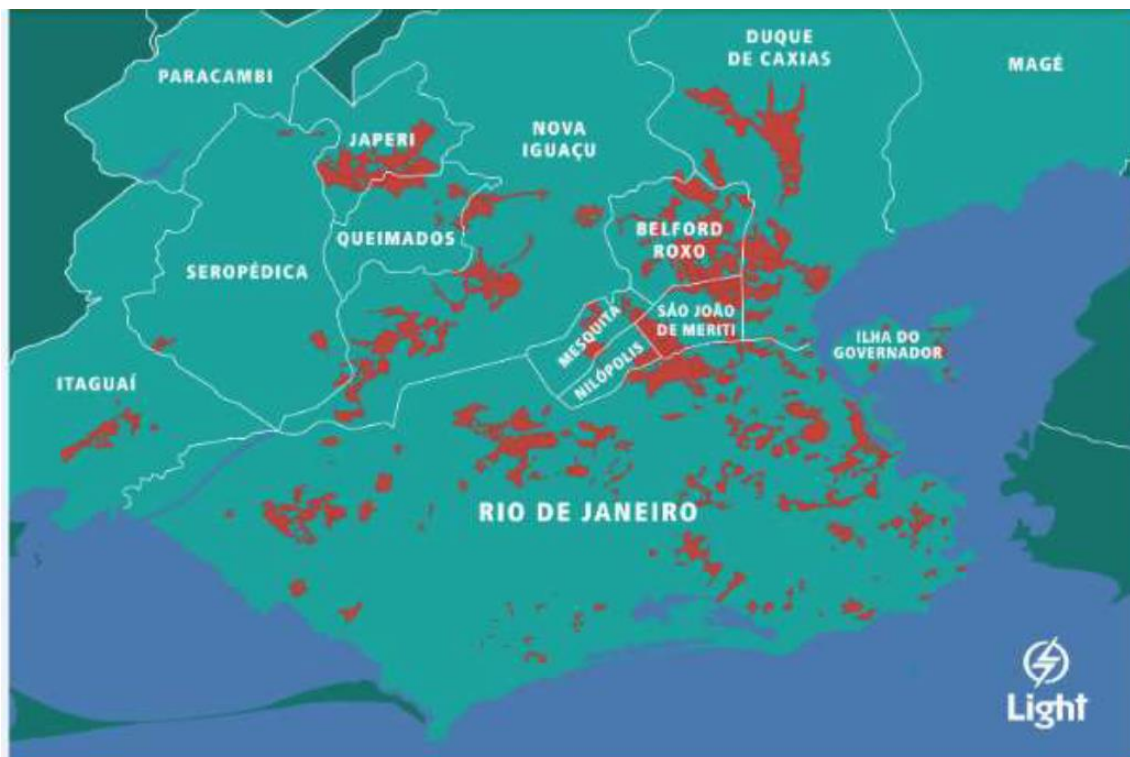 DUQUE
DE CAXIAS
PARACAMBI
MAGÉ
JAPERI
NOVA
IGUAÇU
QUEIMADOS
BELFORD
ROXO
SEROPÉDICA
SÃO JOÃO
DE MERITI
MESQUITA
NILÓPOLIS
ILHA DO
GOVERNADOR
ITAGUAÍ
RIO DE JANEIRO
Light